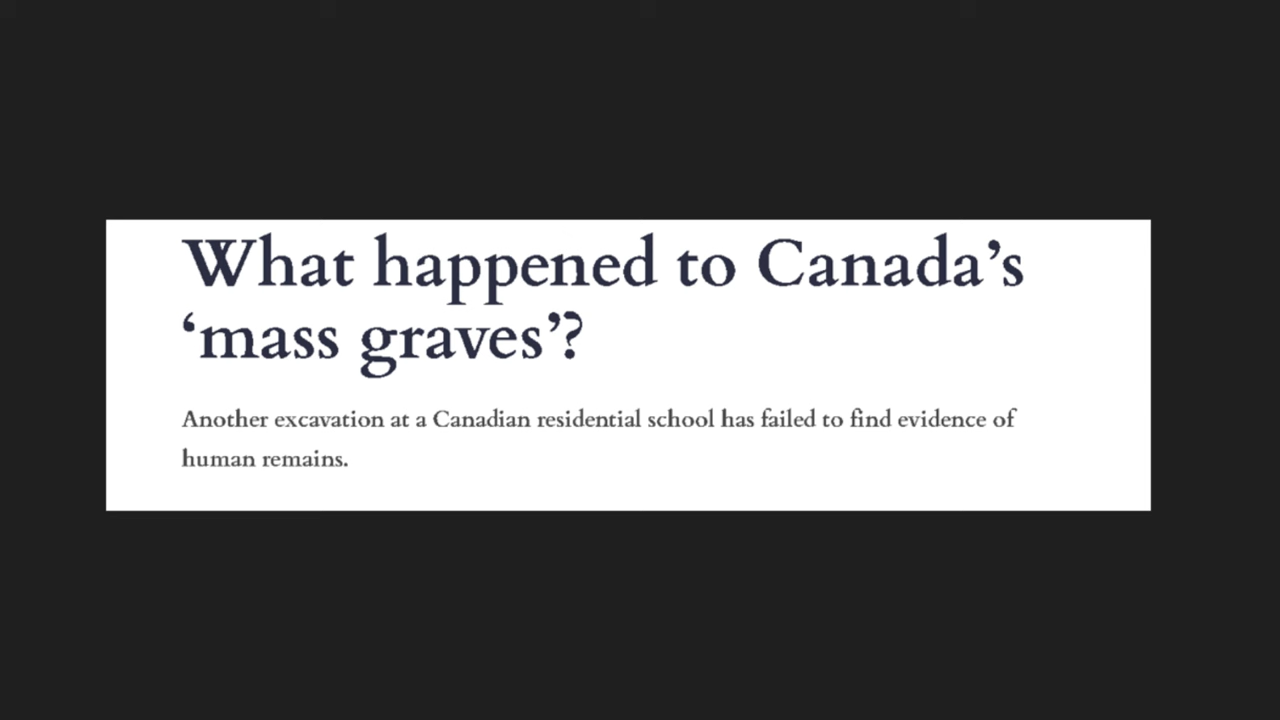 What happened to Canada’s
‘mass graves’?
Another excavation at a Canadian residential school has failed to find evidence of
human remains.